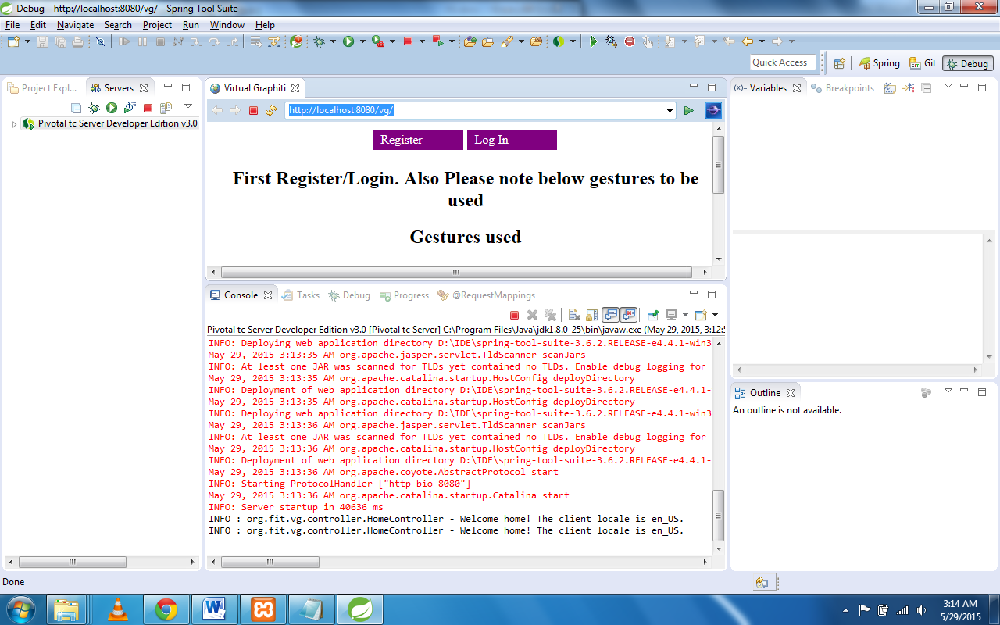 Debug - http://localhost:8080/vg/ - Spring Tool Suite
File Edit Navigate Search Project Run Window Help
Quick Access
Spring Git Debug
Project Expl... Servers
Pivotal tc Server Developer Edition v3.0
Virtual Graphiti
http://localhost:8080/vg/
Register Log In
First Register/Login. Also Please note below gestures to be
used
Gestures used
Console Tasks Debug Progress @RequestMappings
Pivotal tc Server Developer Edition v3.0 [Pivotal tc Server] C:\Program Files\Java\jdk1.8.0_25\bin\javaw.exe (May 29, 2015, 3:12:5
INFO: Deploying web application directory D:\IDE\spring-tool-suite-3.6.2.RELEASE-e4.4.1-win3
May 29, 2015 3:13:35 AM org.apache.jasper.servlet.TldScanner scanJars
INFO: At least one JAR was scanned for TLDs yet contained no TLDs. Enable debug logging for
May 29, 2015 3:13:35 AM org.apache.catalina.startup.HostConfig deployDirectory
INFO: Deployment of web application directory D:\IDE\spring-tool-suite-3.6.2.RELEASE-e4.4.1-
May 29, 2015 3:13:35 AM org.apache.catalina.startup.HostConfig deployDirectory
INFO: Deploying web application directory D:\IDE\spring-tool-suite-3.6.2.RELEASE-e4.4.1-win3
May 29, 2015 3:13:36 AM org.apache.jasper.servlet.TldScanner scanJars
INFO: At least one JAR was scanned for TLDs yet contained no TLDs. Enable debug logging for
May 29, 2015 3:13:36 AM org.apache.catalina.startup.HostConfig deployDirectory
INFO: Deployment of web application directory D:\IDE\spring-tool-suite-3.6.2.RELEASE-e4.4.1-
May 29, 2015 3:13:36 AM org.apache.coyote.AbstractProtocol start
INFO: Starting ProtocolHandler ["http-bio-8080"]
May 29, 2015 3:13:36 AM org.apache.catalina.startup.Catalina start
INFO: Server startup in 40636 ms
INFO : org.fit.vg.controller.HomeController - Welcome home! The client locale is en_US.
INFO : org.fit.vg.controller.HomeController - Welcome home! The client locale is en_US.
(x)= Variables Breakpoints
Outline
An outline is not available.
Done
3:14 AM
5/29/2015